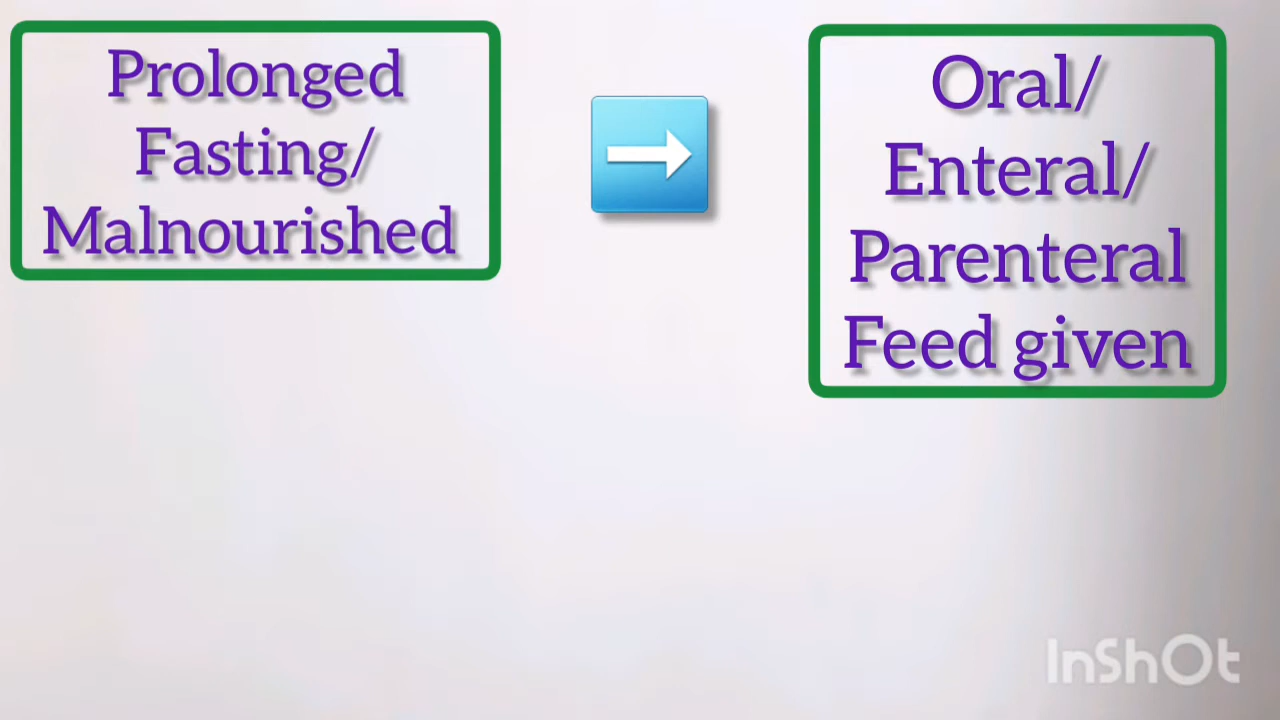 Prolonged
Fasting/
Malnourished
Oral/
Enteral/
Parenteral
Feed given
InShOt